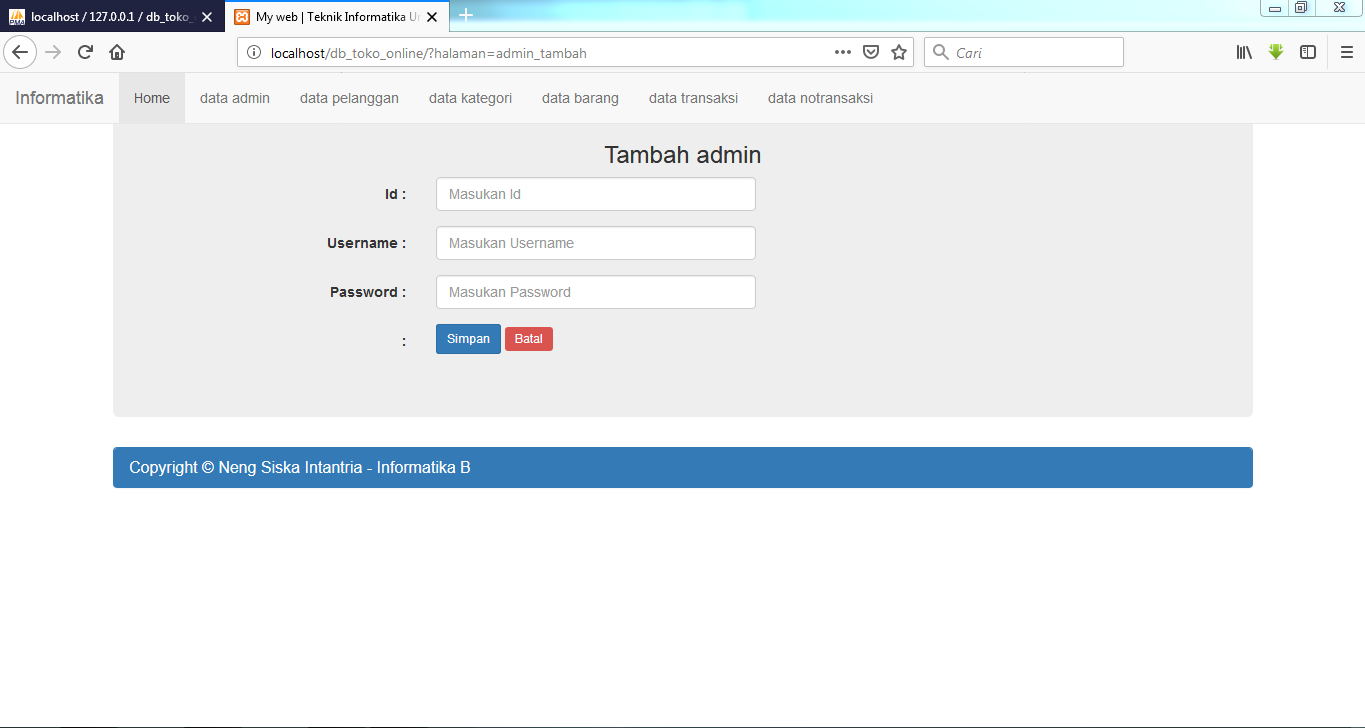 localhost / 127.0.0.1 / db_toko_
My web | Teknik Informatika Un
localhost/db_toko_online/?halaman=admin_tambah
Cari
Informatika Home data admin data pelanggan data kategori data barang data transaksi data notransaksi
Tambah admin
Id : Masukan Id
Username : Masukan Username
Password : Masukan Password
: Simpan Batal
Copyright © Neng Siska Intantria - Informatika B